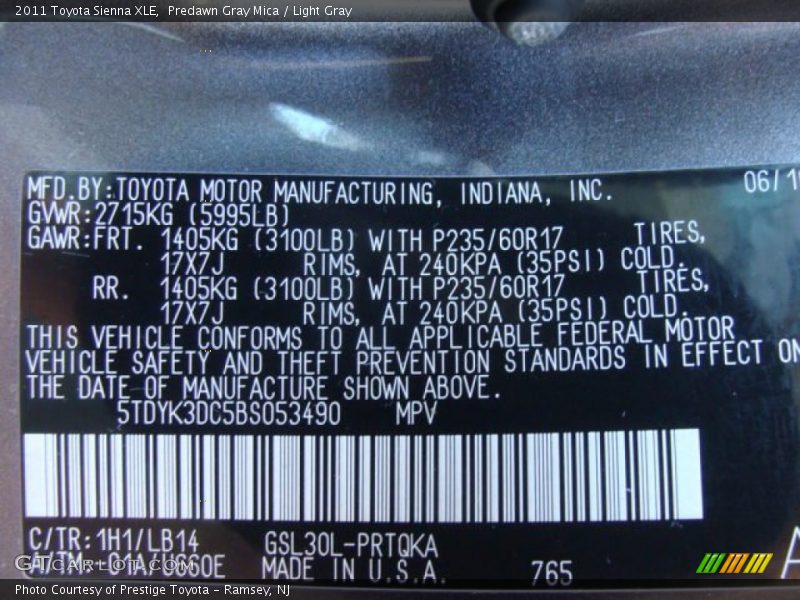 2011 Toyota Sienna XLE, Predawn Gray Mica / Light Gray
MFD.BY:TOYOTA MOTOR MANUFACTURING, INDIANA, INC. 06/10
GVWR:2715KG (5995LB)
GAWR:FRT. 1405KG (3100LB) WITH P235/60R17 TIRES,
17X7J RIMS, AT 240KPA (35PSI) COLD.
RR. 1405KG (3100LB) WITH P235/60R17 TIRES,
17X7J RIMS, AT 240KPA (35PSI) COLD.
THIS VEHICLE CONFORMS TO ALL APPLICABLE FEDERAL MOTOR
VEHICLE SAFETY AND THEFT PREVENTION STANDARDS IN EFFECT ON
THE DATE OF MANUFACTURE SHOWN ABOVE.
5TDYK3DC5BS053490 MPV
C/TR:1H1/LB14 GSL30L-PRTQKA
A/TM: MADE IN U.S.A. 765 A
GTcarlot.com
Photo Courtesy of Prestige Toyota - Ramsey, NJ